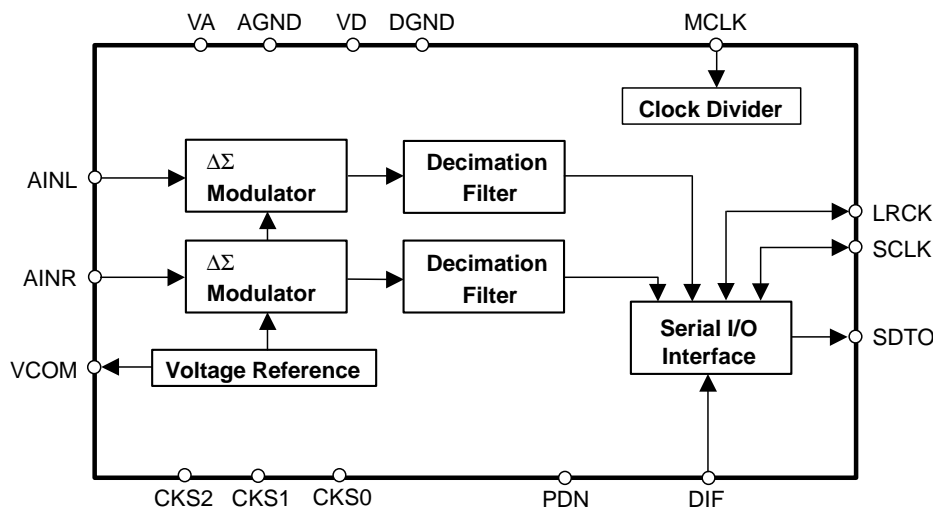 VA AGND VD DGND MCLK
Clock Divider
ΔΣ
Modulator
Decimation
Filter
AINL
LRCK
SCLK
ΔΣ
Modulator
Decimation
Filter
AINR
Serial I/O
Interface
SDTO
Voltage Reference
VCOM
CKS2 CKS1 CKS0 PDN DIF